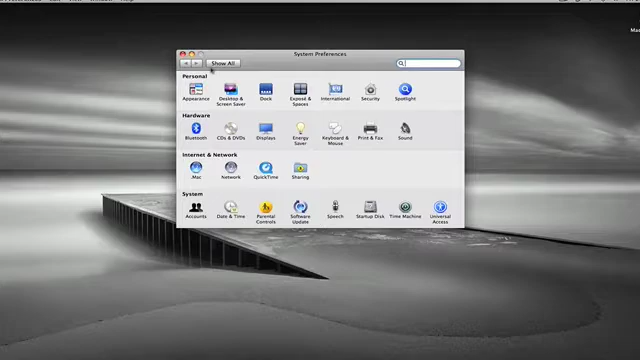 System Preferences
Show All
Personal
Appearance
Desktop &
Screen Saver
Dock
Exposé &
Spaces
International
Security
Spotlight
Hardware
Bluetooth
CDs & DVDs
Displays
Energy
Saver
Keyboard &
Mouse
Print & Fax
Sound
Internet & Network
.Mac
Network
QuickTime
Sharing
System
Accounts
Date & Time
Parental
Controls
Software
Update
Speech
Startup Disk
Time Machine
Universal
Access